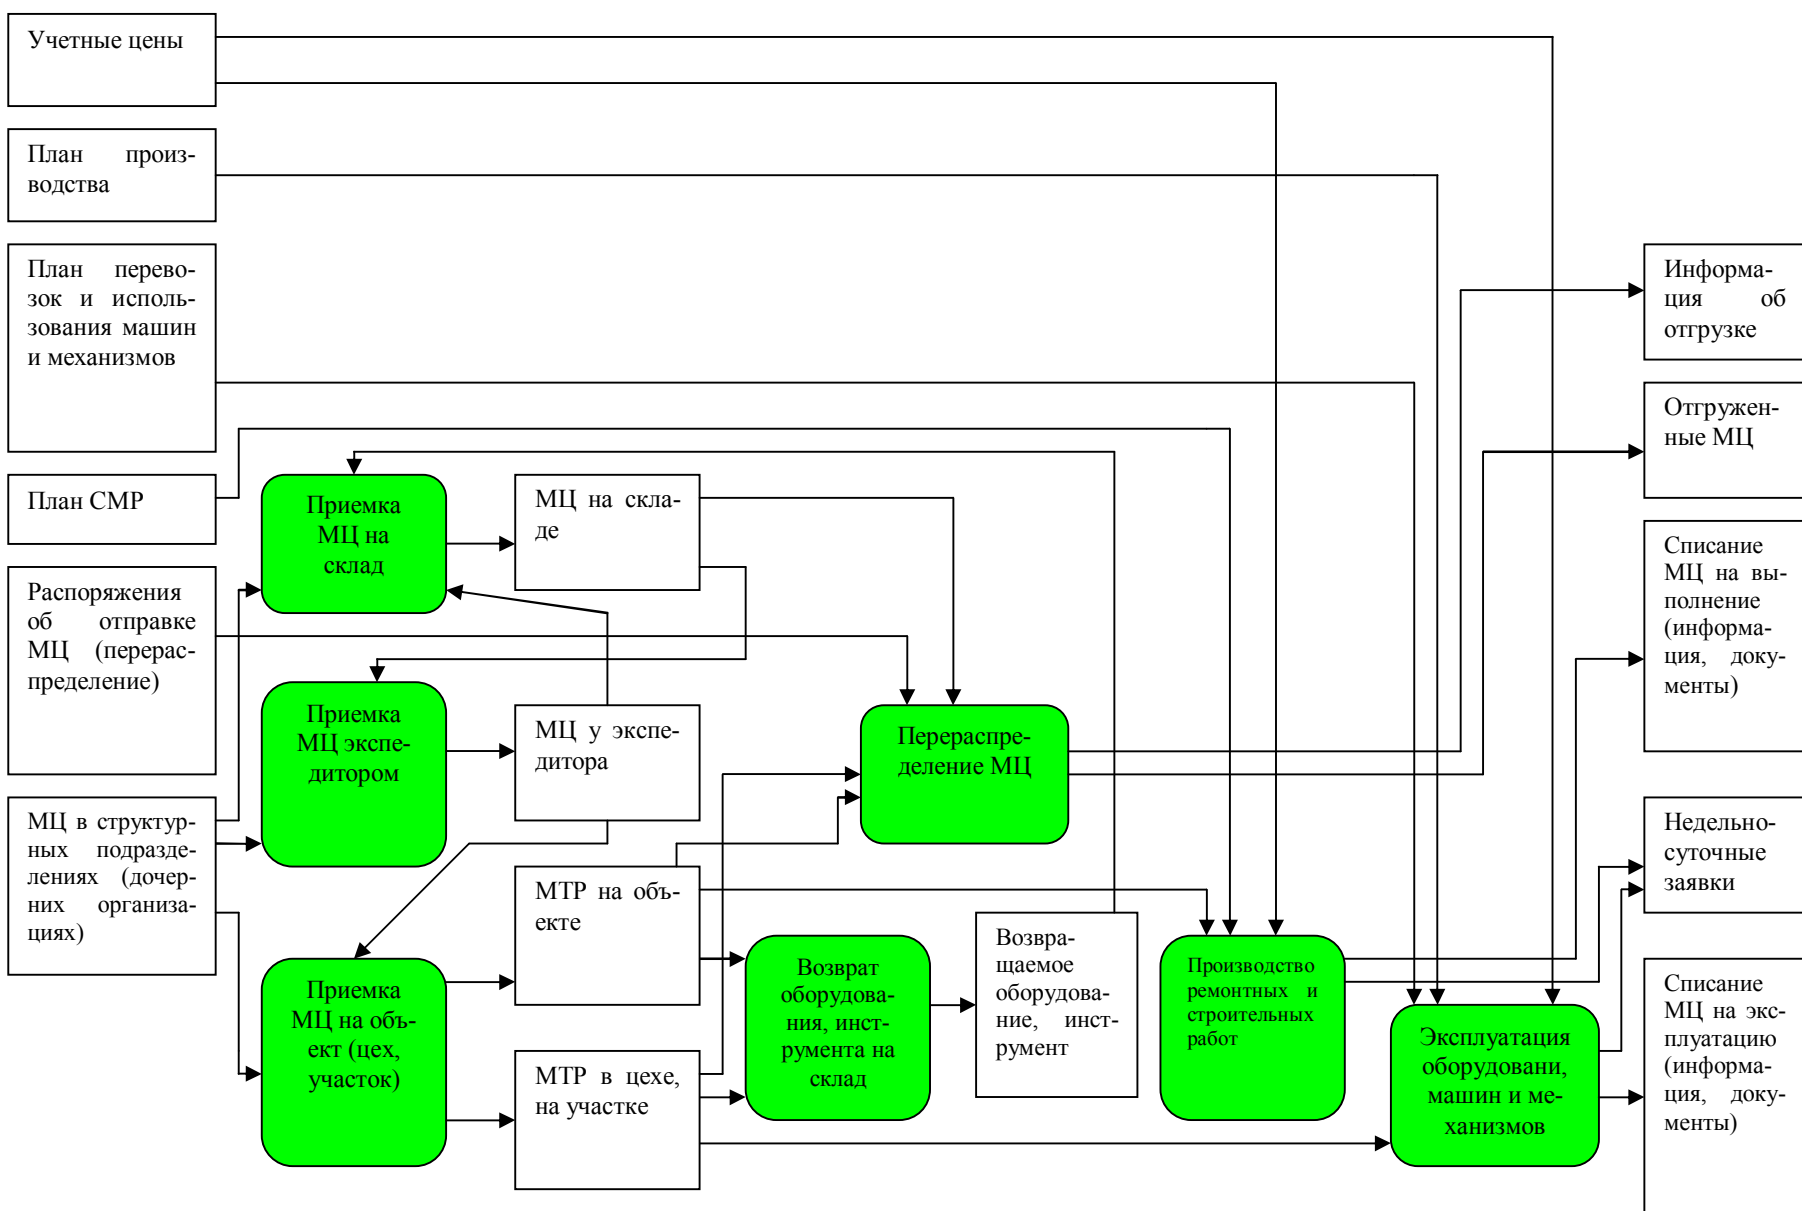 Учетные цены
План произ-
водства
План перево-
зок и исполь-
зования машин
и механизмов
План СМР
Распоряжения
об отправке
МЦ (перерас-
пределение)
МЦ в структур-
ных подразде-
лениях (дочер-
них организа-
циях)
Приемка
МЦ на
склад
Приемка
МЦ экспе-
дитором
Приемка
МЦ на объ-
ект (цех,
участок)
МЦ на скла-
де
МЦ у экспе-
дитора
МТР на объ-
екте
МТР в цехе,
на участке
Возврат
оборудова-
ния, инст-
румента на
склад
Перераспре-
деление МЦ
Возвра-
щаемое
оборудова-
ние, инст-
румент
Производство
ремонтных и
строительных
работ
Эксплуатация
оборудовани,
машин и ме-
ханизмов
Информа-
ция об
отгрузке
Отгружен-
ные МЦ
Списание
МЦ на вы-
полнение
(информа-
ция, доку-
менты)
Недельно-
суточные
заявки
Списание
МЦ на экс-
плуатацию
(информа-
ция, доку-
менты)